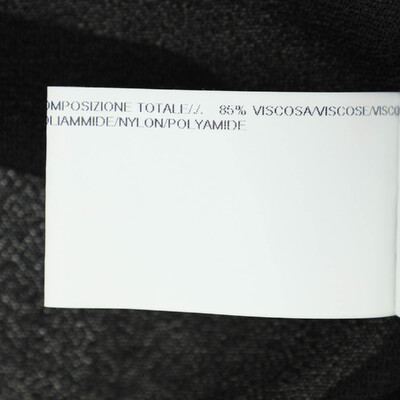 OMPOSIZIONE TOTALE/./. 85% VISCOSA/VISCOSE/VISCO
OLIAMMIDE/NYLON/POLYAMIDE